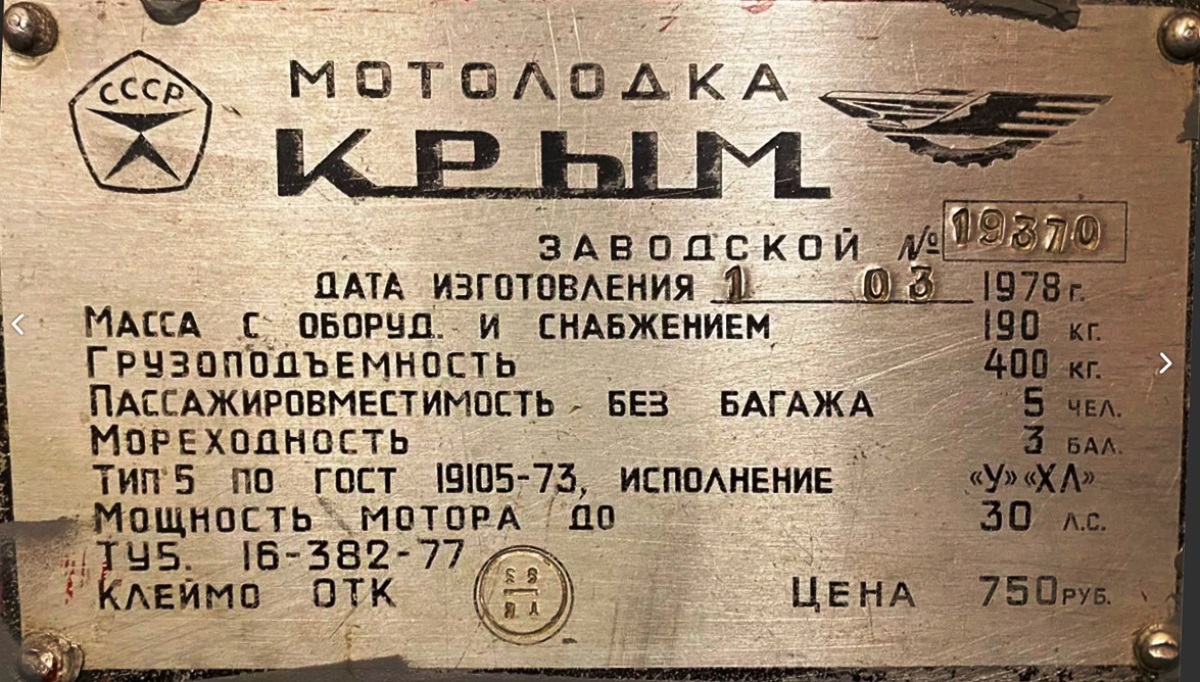 СССР
МОТОЛОДКА
КРЫМ
ЗАВОДСКОЙ № 19370
ДАТА ИЗГОТОВЛЕНИЯ 1 03 1978 г.
МАССА С ОБОРУД. И СНАБЖЕНИЕМ 190 КГ.
ГРУЗОПОДЪЕМНОСТЬ 400 КГ.
ПАССАЖИРОВМЕСТИМОСТЬ БЕЗ БАГАЖА 5 ЧЕЛ.
МОРЕХОДНОСТЬ 3 БАЛ.
ТИП 5 ПО ГОСТ 19105-73, ИСПОЛНЕНИЕ «У» «ХЛ»
МОЩНОСТЬ МОТОРА ДО 30 Л.С.
ТУ5. 16-382-77
КЛЕЙМО ОТК
ЦЕНА 750 РУБ.